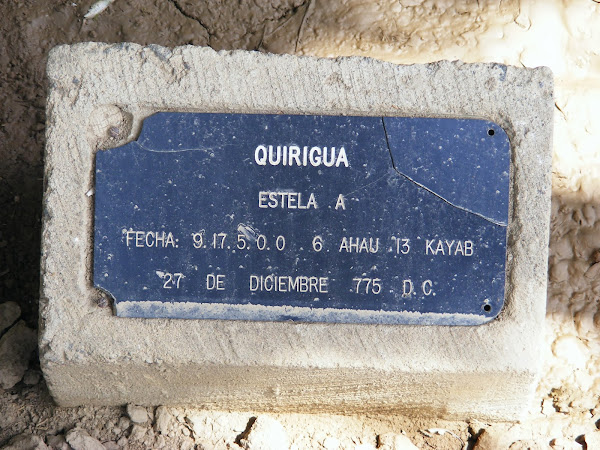 QUIRIGUA
ESTELA A
FECHA: 9.17.5.0.0 6 AHAU 13 KAYAB
27 DE DICIEMBRE 775 D.C.